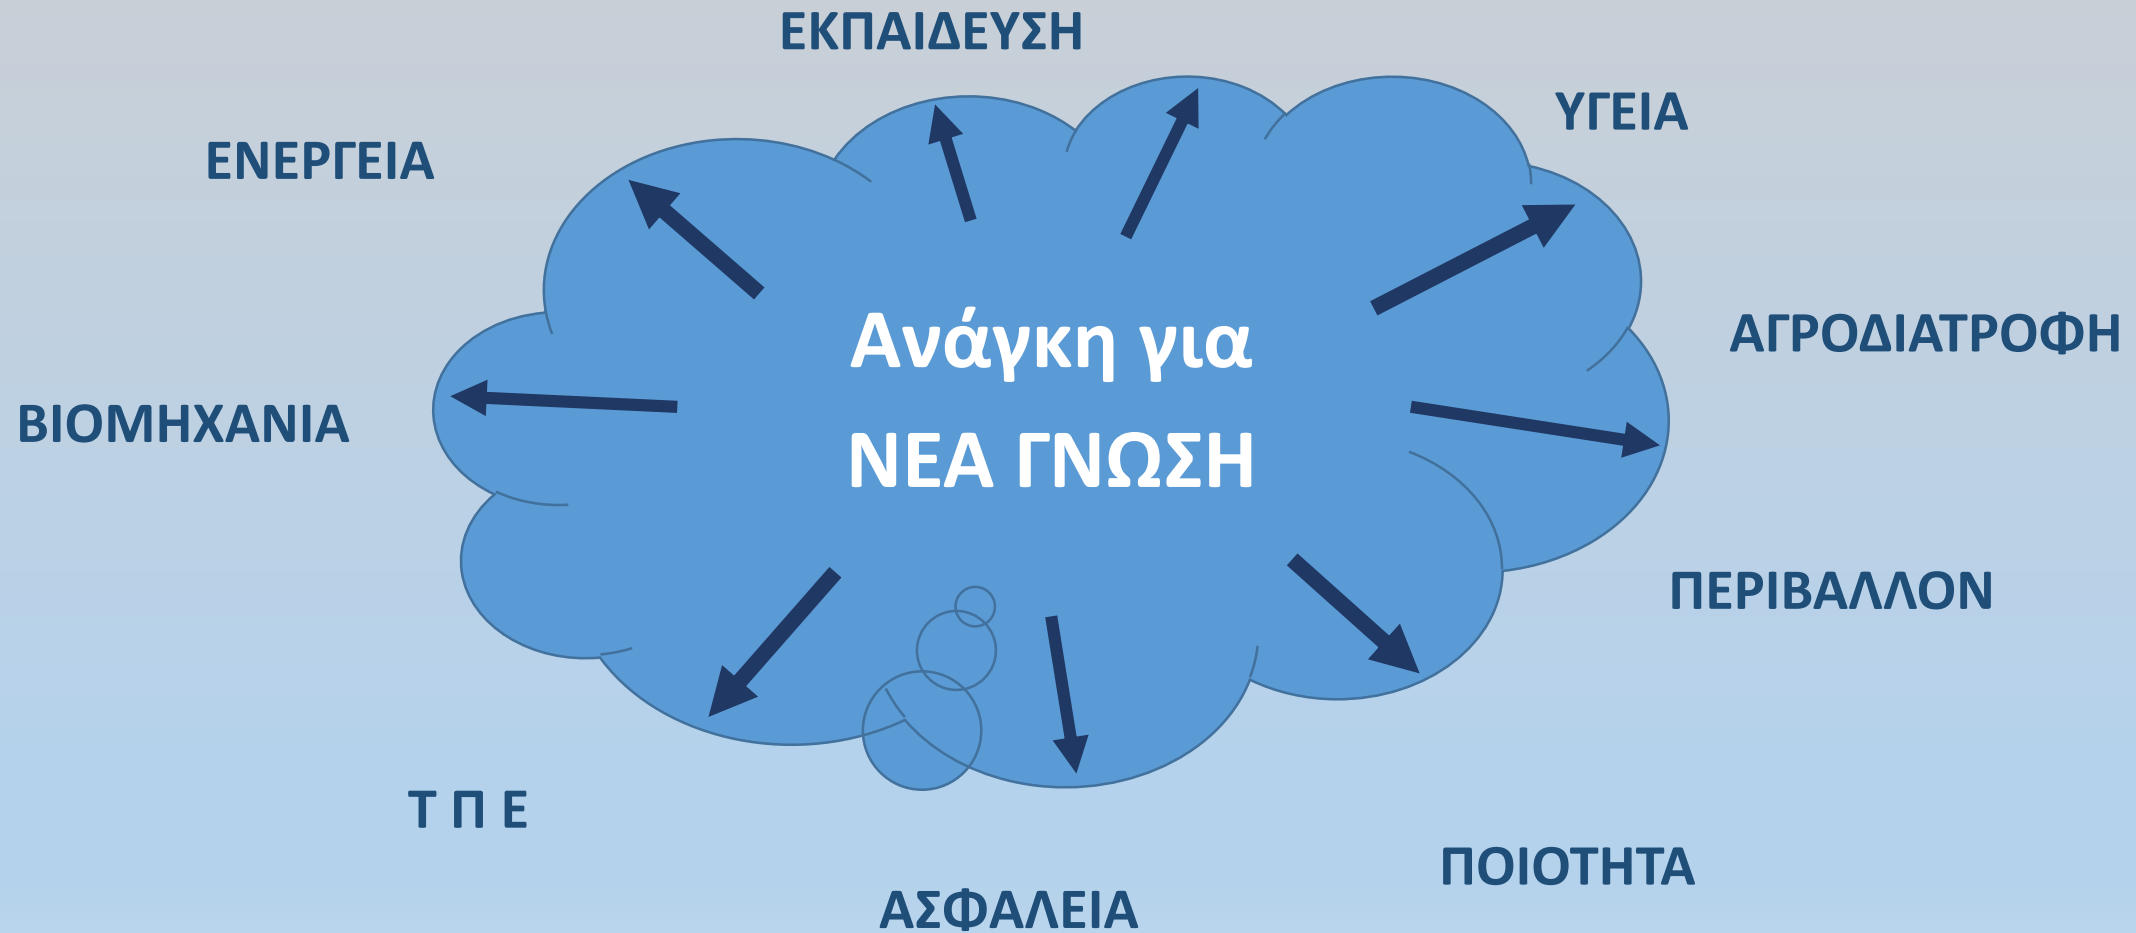 ΕΚΠΑΙΔΕΥΣΗ
ΥΓΕΙΑ
ΕΝΕΡΓΕΙΑ
ΑΓΡΟΔΙΑΤΡΟΦΗ
Ανάγκη για
ΝΕΑ ΓΝΩΣΗ
ΒΙΟΜΗΧΑΝΙΑ
ΠΕΡΙΒΑΛΛΟΝ
Τ Π Ε
ΠΟΙΟΤΗΤΑ
ΑΣΦΑΛΕΙΑ